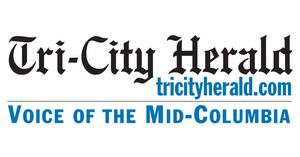 Tri-City Herald
tricityherald.com
VOICE OF THE MID-COLUMBIA